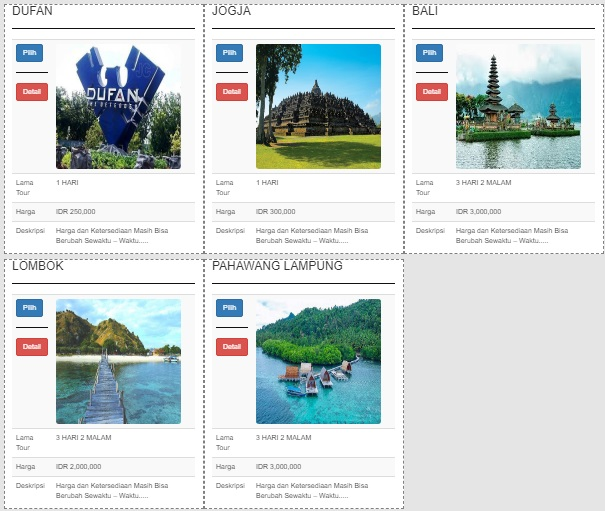 DUFAN
Pilih
Detail
DUFAN
Lama Tour
1 HARI
Harga
IDR 250,000
Deskripsi
Harga dan Ketersediaan Masih Bisa
Berubah Sewaktu – Waktu.....
JOGJA
Pilih
Detail
Lama Tour
1 HARI
Harga
IDR 300,000
Deskripsi
Harga dan Ketersediaan Masih Bisa
Berubah Sewaktu – Waktu.....
BALI
Pilih
Detail
Lama Tour
3 HARI 2 MALAM
Harga
IDR 3,000,000
Deskripsi
Harga dan Ketersediaan Masih Bisa
Berubah Sewaktu – Waktu.....
LOMBOK
Pilih
Detail
Lama Tour
3 HARI 2 MALAM
Harga
IDR 2,000,000
Deskripsi
Harga dan Ketersediaan Masih Bisa
Berubah Sewaktu – Waktu.....
PAHAWANG LAMPUNG
Pilih
Detail
Lama Tour
3 HARI 2 MALAM
Harga
IDR 3,000,000
Deskripsi
Harga dan Ketersediaan Masih Bisa
Berubah Sewaktu – Waktu.....